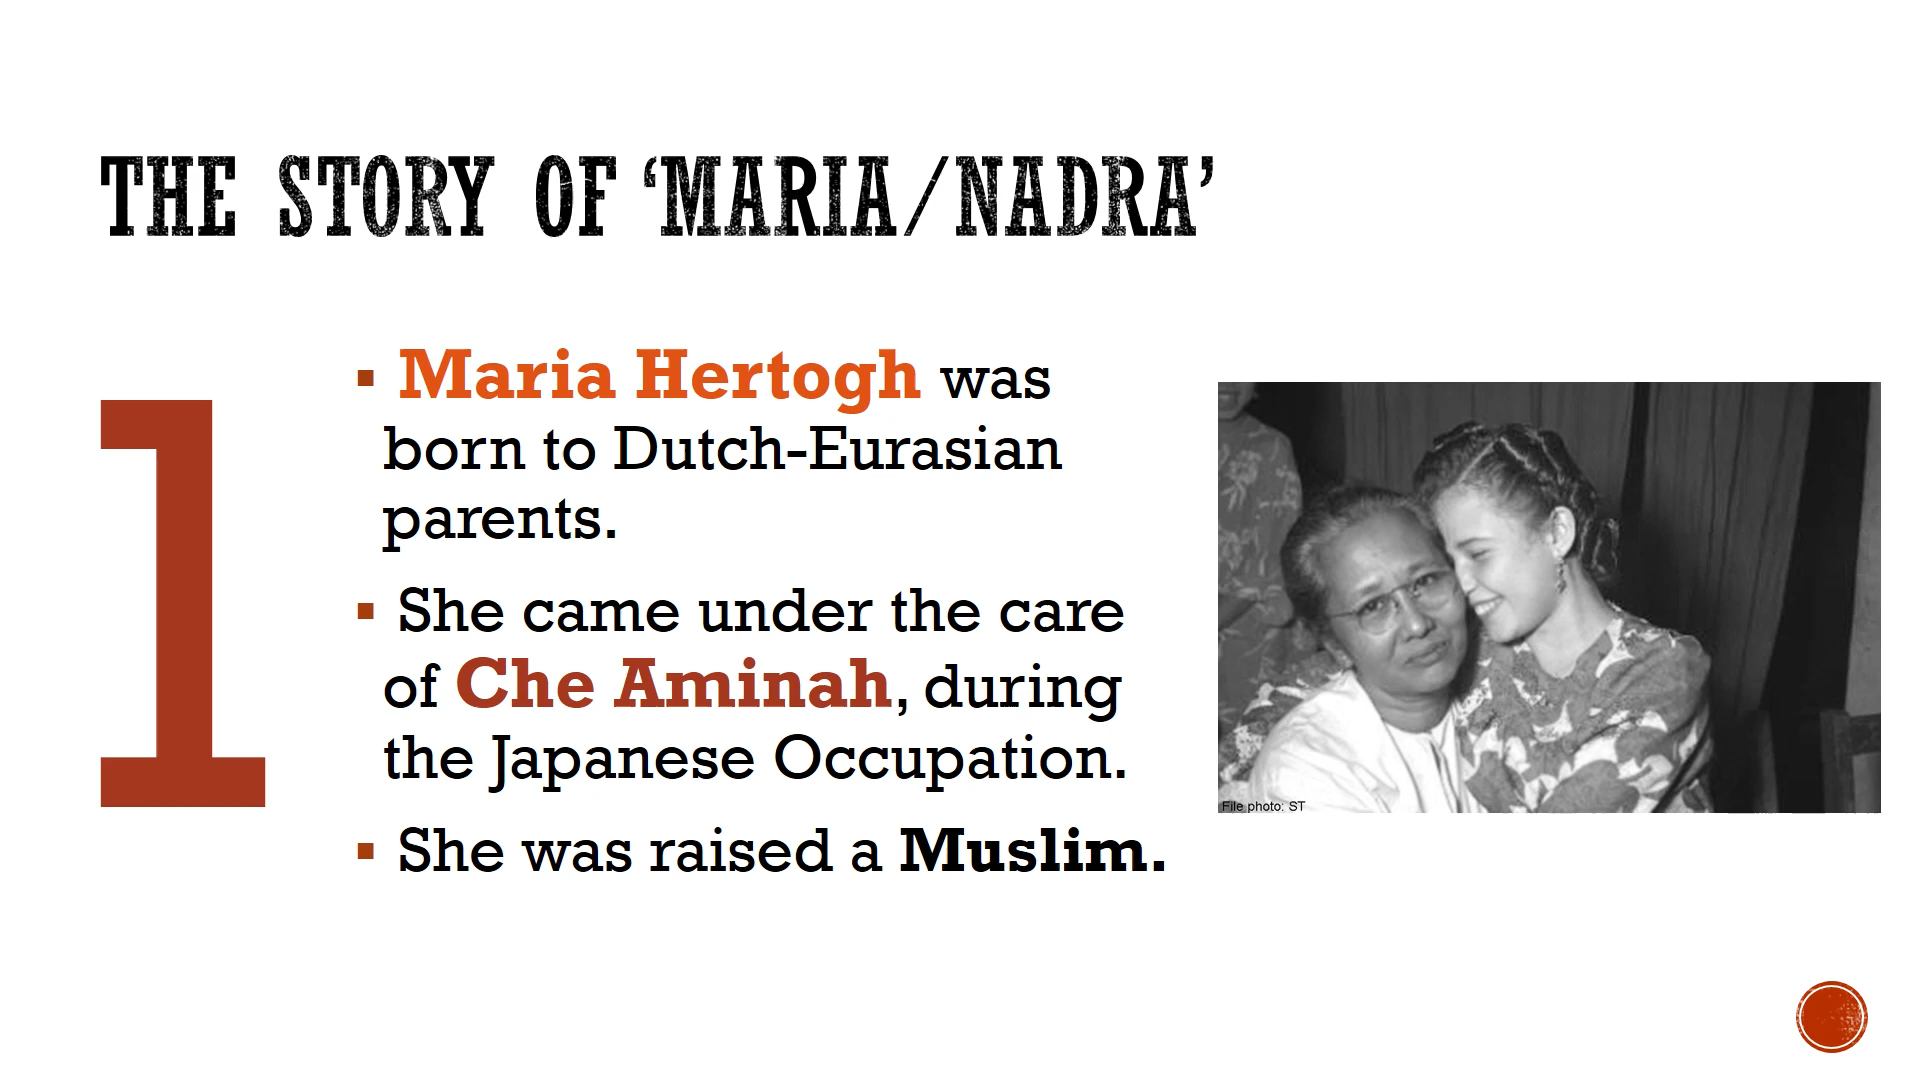 THE STORY OF ‘MARIA/NADRA’
1
▪ Maria Hertogh was
born to Dutch-Eurasian
parents.
▪ She came under the care
of Che Aminah, during
the Japanese Occupation.
▪ She was raised a Muslim.
File photo: ST